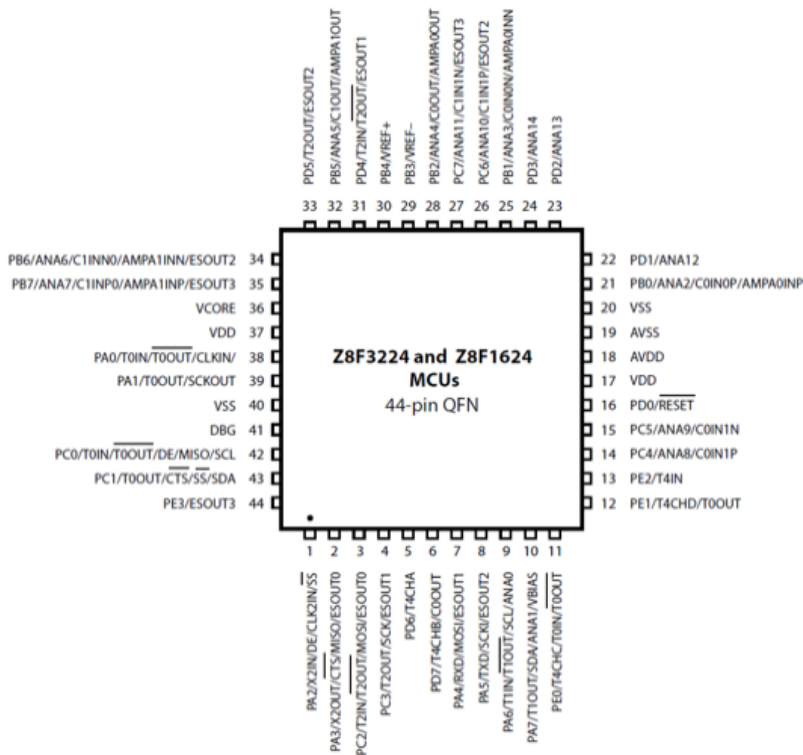 PD5/T2OUT/ESOUT2
PB5/ANA5/C1OUT/AMPA1OUT
PD4/T2IN/T2OUT/ESOUT1
PB4/VREF+
PB3/VREF–
PB2/ANA4/C0OUT/AMPA0OUT
PC7/ANA11/C1IN1N/ESOUT3
PC6/ANA10/C1IN1P/ESOUT2
PB1/ANA3/C0IN0N/AMPA0INN
PD3/ANA14
PD2/ANA13
33 32 31 30 29 28 27 26 25 24 23
PB6/ANA6/C1INN0/AMPA1INN/ESOUT2 34
PB7/ANA7/C1INP0/AMPA1INP/ESOUT3 35
VCORE 36
VDD 37
PA0/T0IN/T0OUT/CLKIN/ 38
PA1/T0OUT/SCKOUT 39
VSS 40
DBG 41
PC0/T0IN/T0OUT/DE/MISO/SCL 42
PC1/T0OUT/CTS/SS/SDA 43
PE3/ESOUT3 44
Z8F3224 and Z8F1624
MCUs
44-pin QFN
22 PD1/ANA12
21 PB0/ANA2/C0IN0P/AMPA0INP
20 VSS
19 AVSS
18 AVDD
17 VDD
16 PD0/RESET
15 PC5/ANA9/C0IN1N
14 PC4/ANA8/C0IN1P
13 PE2/T4IN
12 PE1/T4CHD/T0OUT
1 2 3 4 5 6 7 8 9 10 11
PA2/X2IN/DE/CLK2IN/SS
PA3/X2OUT/CTS/MISO/ESOUT0
PC2/T2IN/T2OUT/MOSI/ESOUT0
PC3/T2OUT/SCK/ESOUT1
PD6/T4CHA
PD7/T4CHB/C0OUT
PA4/RXD/MOSI/ESOUT1
PA5/TXD/SCKI/ESOUT2
PA6/T1IN/T1OUT/SCL/ANA0
PA7/T1OUT/SDA/ANA1/VBIAS
PE0/T4CHC/T0IN/T0OUT